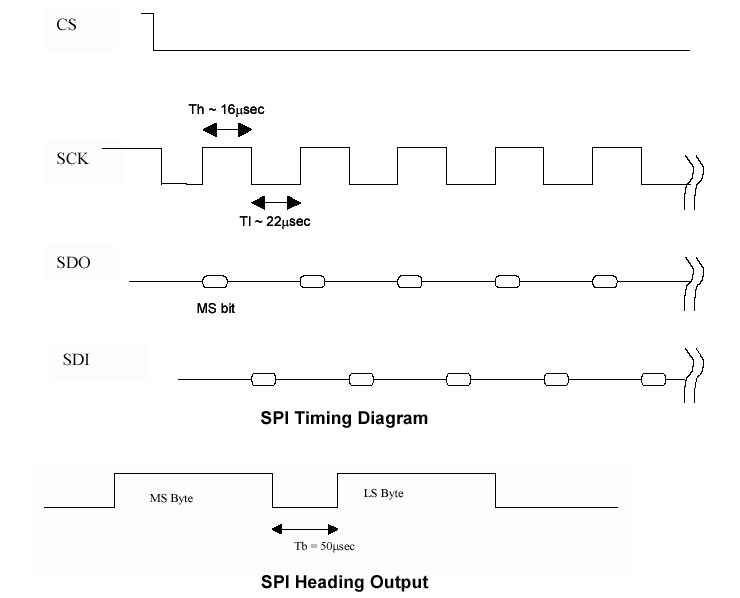 CS
Th ~ 16μsec
SCK
Tl ~ 22μsec
SDO
MS bit
SDI
SPI Timing Diagram
MS Byte
LS Byte
Tb = 50μsec
SPI Heading Output